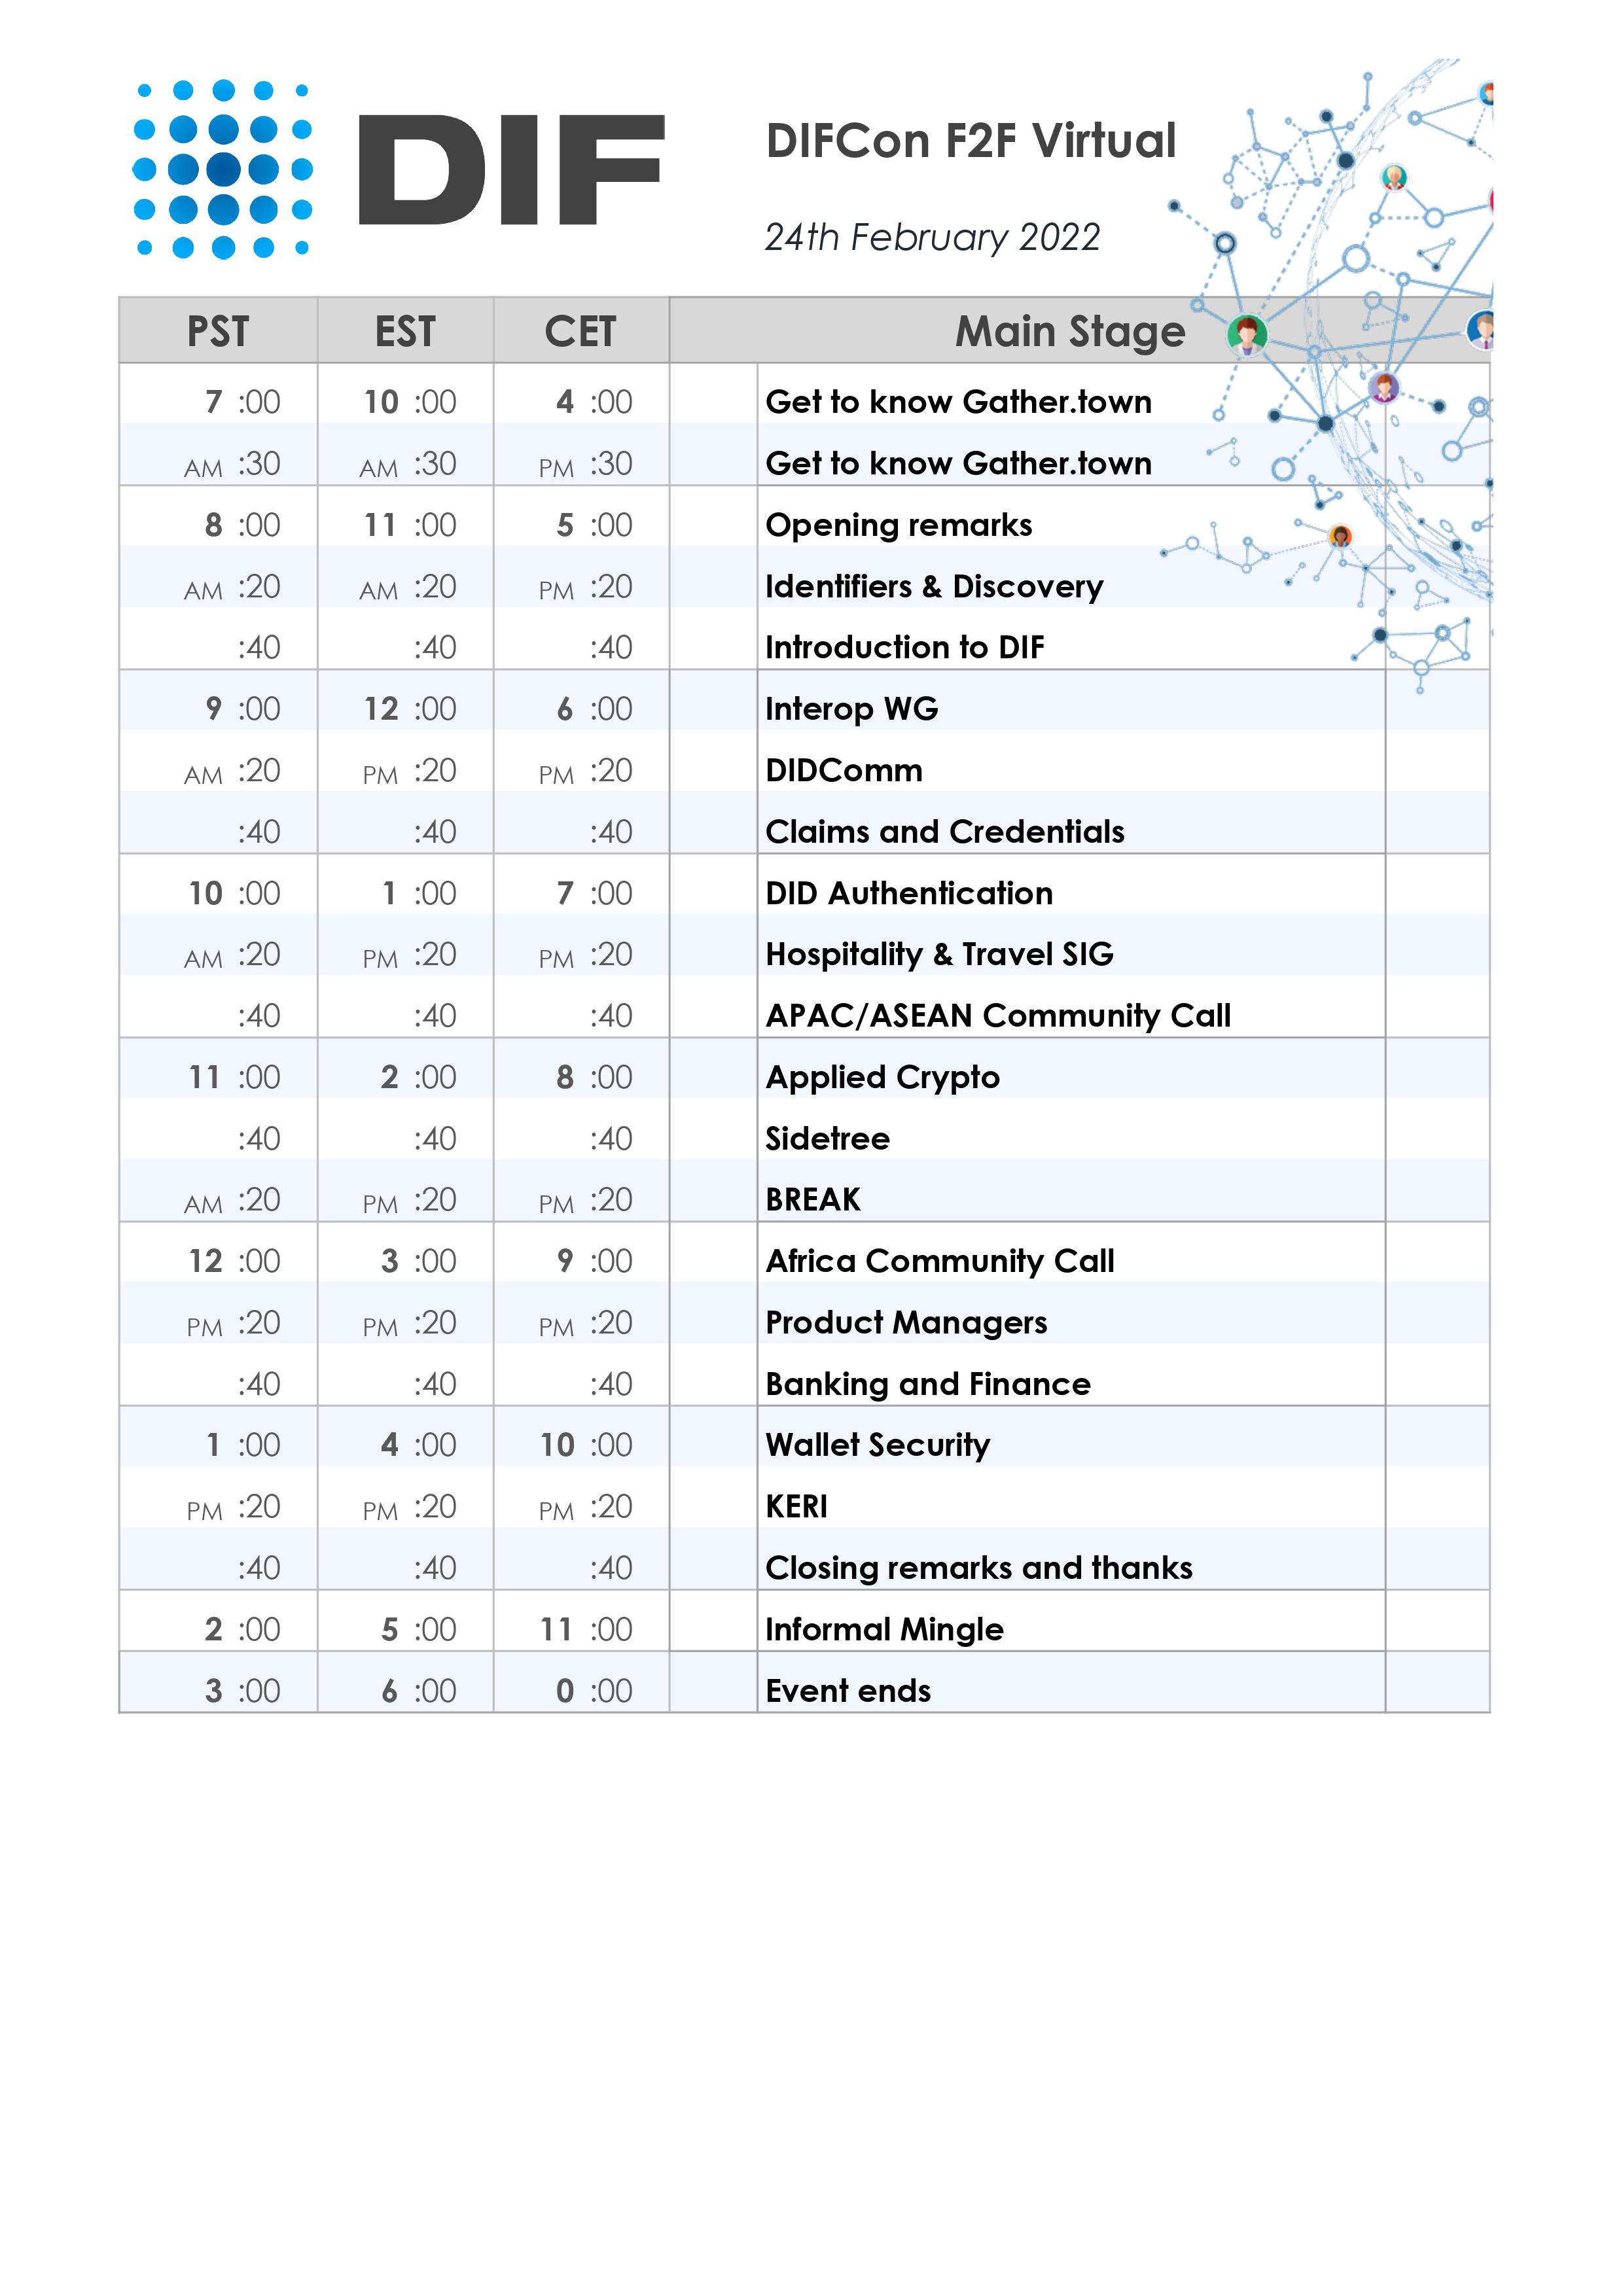 DIF
DIFCon F2F Virtual
24th February 2022
PST EST CET Main Stage
7 :00 10 :00 4 :00 Get to know Gather.town
AM :30 AM :30 PM :30 Get to know Gather.town
8 :00 11 :00 5 :00 Opening remarks
AM :20 AM :20 PM :20 Identifiers & Discovery
:40 :40 :40 Introduction to DIF
9 :00 12 :00 6 :00 Interop WG
AM :20 PM :20 PM :20 DIDComm
:40 :40 :40 Claims and Credentials
10 :00 1 :00 7 :00 DID Authentication
AM :20 PM :20 PM :20 Hospitality & Travel SIG
:40 :40 :40 APAC/ASEAN Community Call
11 :00 2 :00 8 :00 Applied Crypto
:40 :40 :40 Sidetree
AM :20 PM :20 PM :20 BREAK
12 :00 3 :00 9 :00 Africa Community Call
PM :20 PM :20 PM :20 Product Managers
:40 :40 :40 Banking and Finance
1 :00 4 :00 10 :00 Wallet Security
PM :20 PM :20 PM :20 KERI
:40 :40 :40 Closing remarks and thanks
2 :00 5 :00 11 :00 Informal Mingle
3 :00 6 :00 0 :00 Event ends